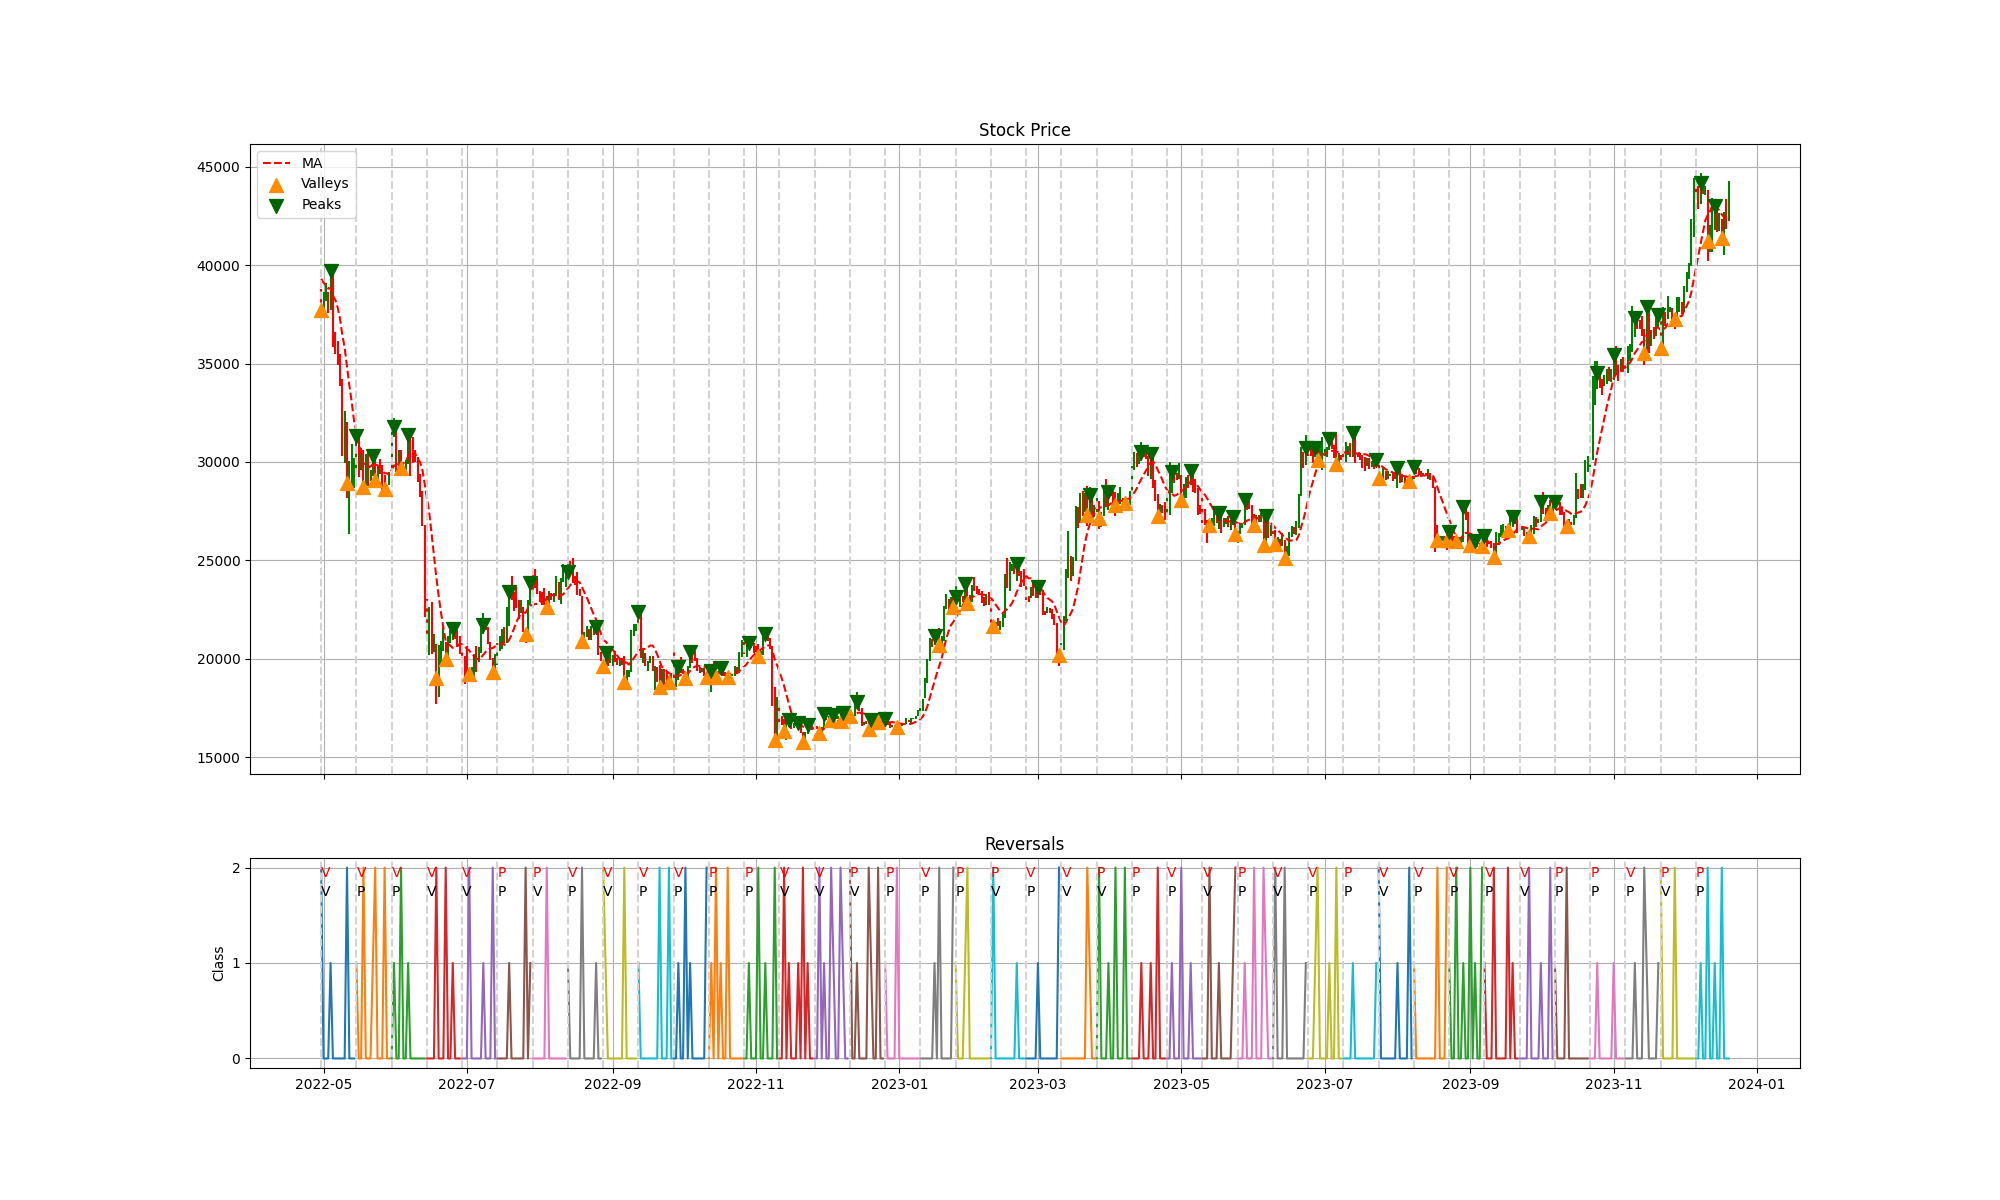 Stock Price
45000
40000
35000
30000
25000
20000
15000
MA
Valleys
Peaks
Reversals
Class
2
1
0
V V V V V P P V V V V P P V V P P V P P V V P P V V P V V P V V V V V P P V P P
V P P V V P V P V P P P P V V V P P P V P V V P P V P V P P V P P P V P P P V P
2022-05 2022-07 2022-09 2022-11 2023-01 2023-03 2023-05 2023-07 2023-09 2023-11 2024-01